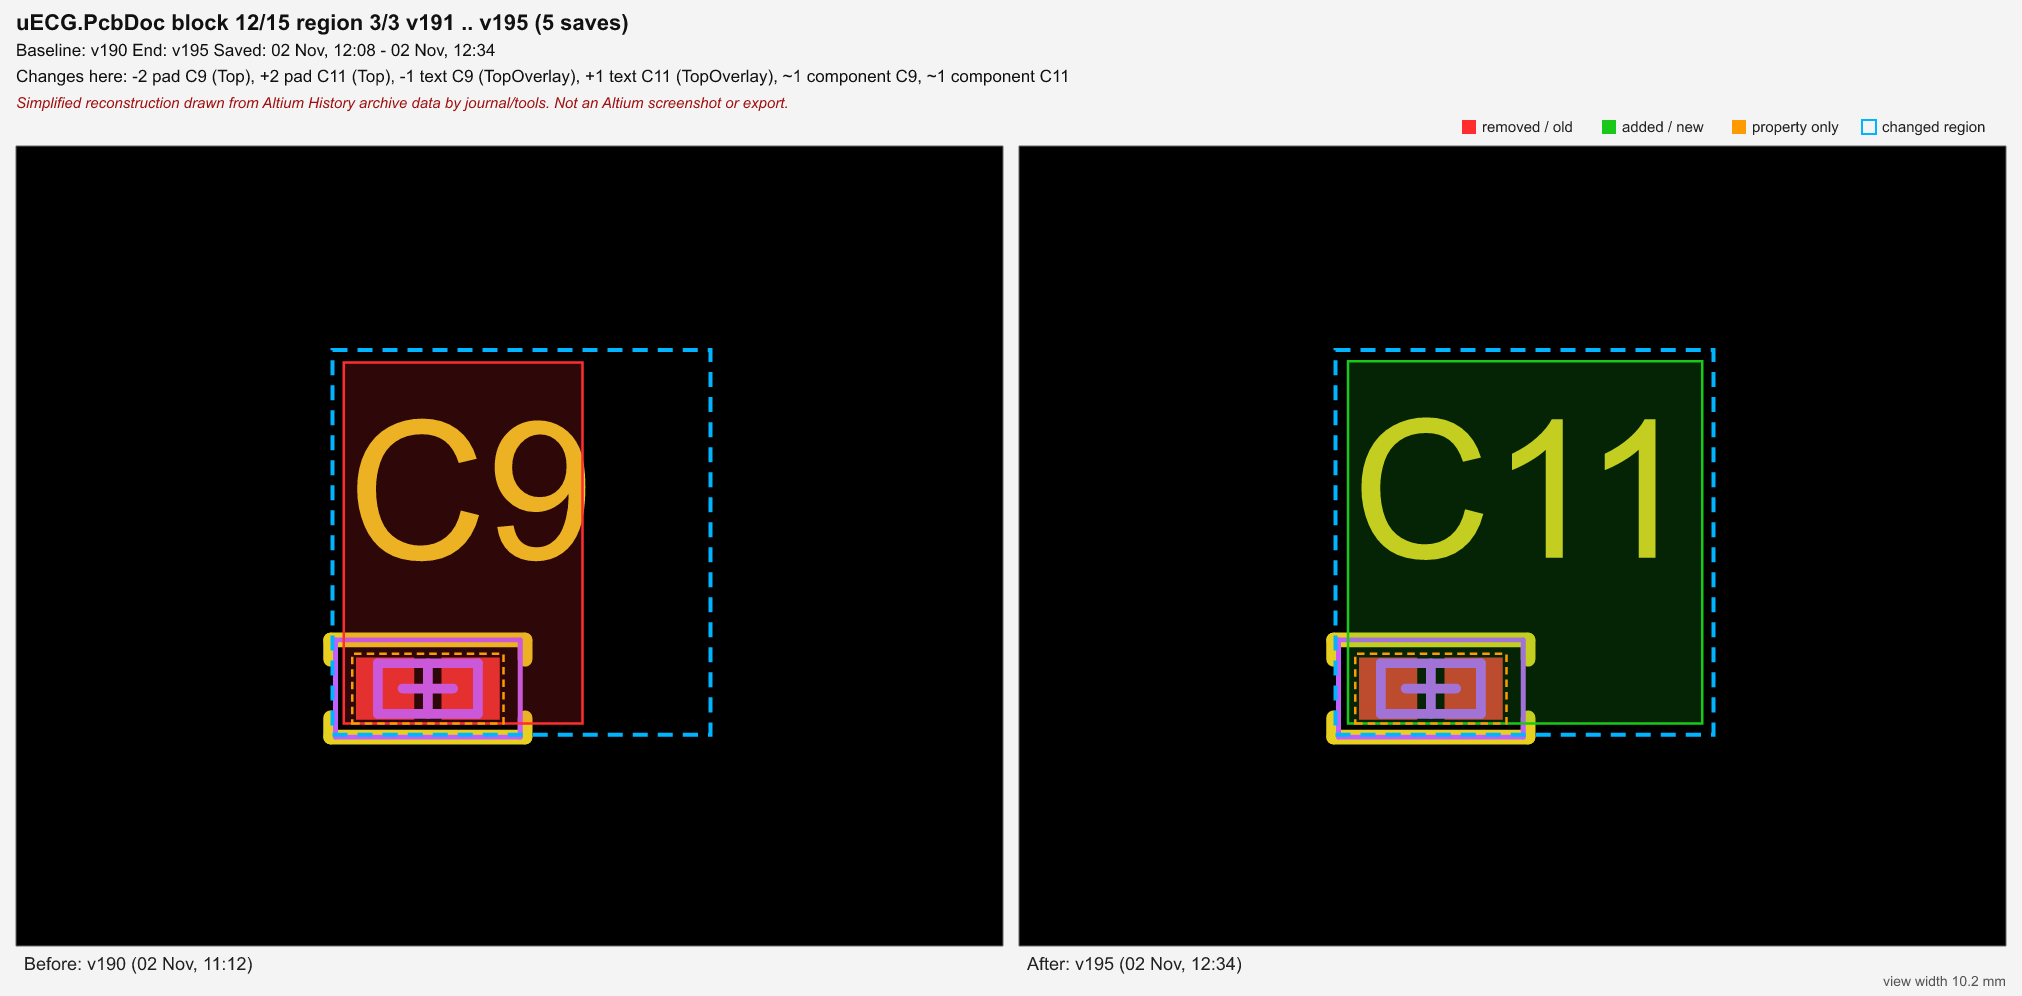 uECG.PcbDoc block 12/15 region 3/3 v191 .. v195 (5 saves)
Baseline: v190 End: v195 Saved: 02 Nov, 12:08 - 02 Nov, 12:34
Changes here: -2 pad C9 (Top), +2 pad C11 (Top), -1 text C9 (TopOverlay), +1 text C11 (TopOverlay), ~1 component C9, ~1 component C11
Simplified reconstruction drawn from Altium History archive data by journal/tools. Not an Altium screenshot or export.
removed / old added / new property only changed region
C9
C11
Before: v190 (02 Nov, 11:12)
After: v195 (02 Nov, 12:34)
view width 10.2 mm